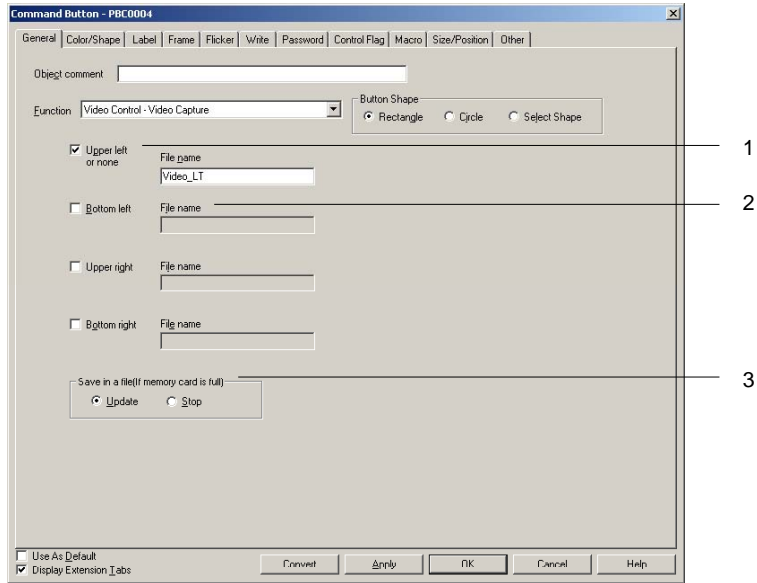 Command Button - PBC0004
General Color/Shape Label Frame Flicker Write Password Control Flag Macro Size/Position Other
Object comment
Function Video Control - Video Capture
Button Shape
Rectangle Circle Select Shape
Upper left
or none
File name
1
Video_LT
Bottom left File name
2
Upper right File name
Bottom right File name
Save in a file(If memory card is full)
3
Update Stop
Use As Default
Display Extension Tabs
Convert Apply OK Cancel Help